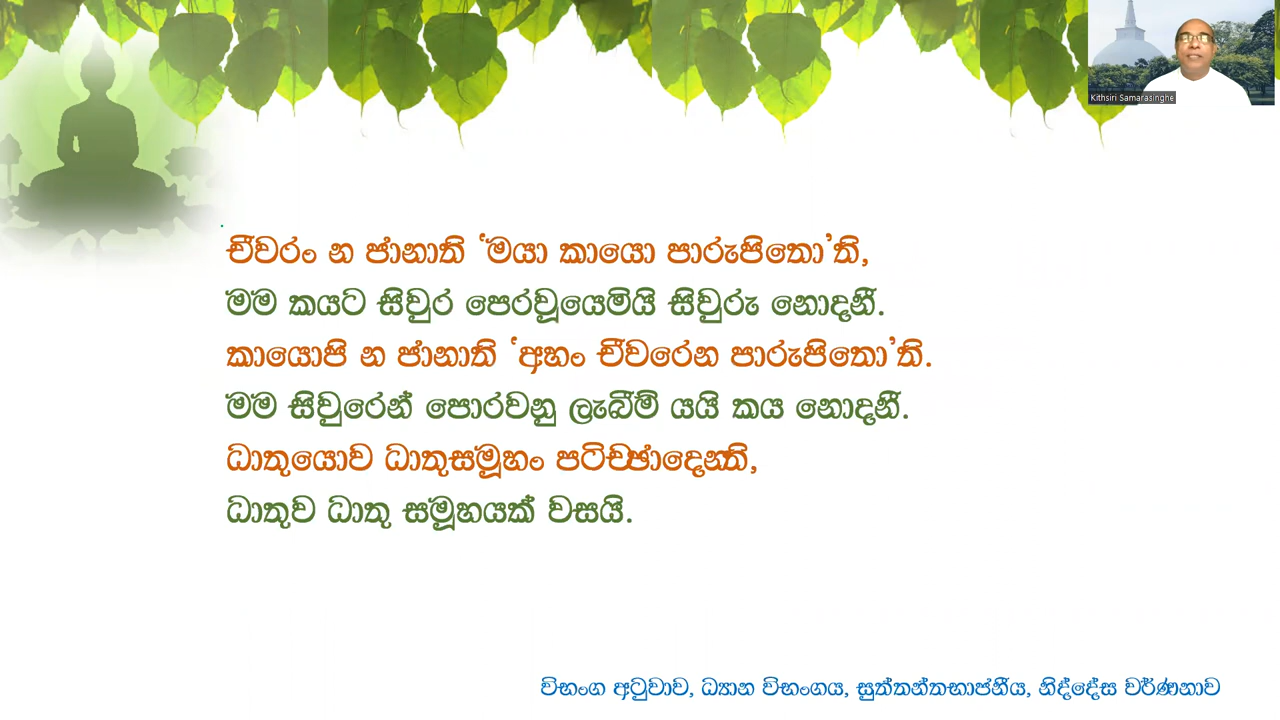 Kithsiri Samarasinghe
චීවරං න ජානාති ‘මයා කායො පාරුපිතො’ති,
මම කයට සිවුර පෙරවූයෙමියි සිවුරු නොදනී.
කායොපි න ජානාති ‘අහං චීවරෙන පාරුපිතො’ති.
මම සිවුරෙන් පොරවනු ලැබීමි යයි කය නොදනී.
ධාතුයොව ධාතුසමූහං පටිච්ඡාදෙන්ති,
ධාතුව ධාතු සමූහයක් වසයි.
විභංග අටුවාව, ධ්‍යාන විභංගය, සුත්තන්තභාජනීය, නිද්දේස වර්ණනාව